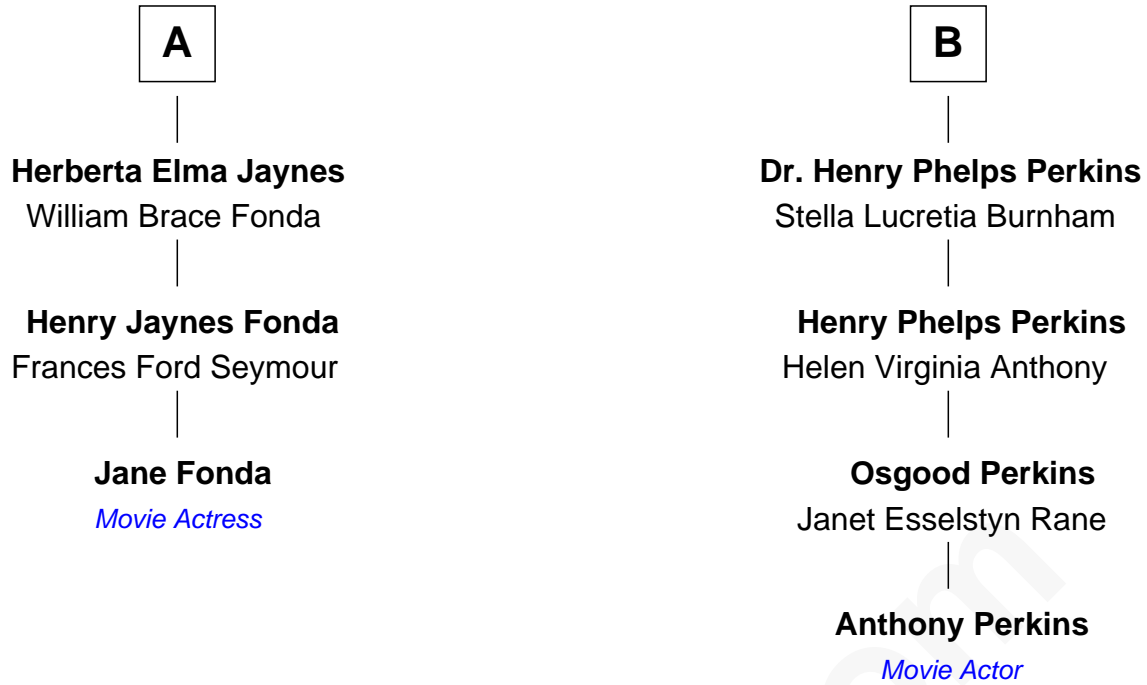 A
Herberta Elma Jaynes
William Brace Fonda
Henry Jaynes Fonda
Frances Ford Seymour
Jane Fonda
Movie Actress
B
Dr. Henry Phelps Perkins
Stella Lucretia Burnham
Henry Phelps Perkins
Helen Virginia Anthony
Osgood Perkins
Janet Esselstyn Rane
Anthony Perkins
Movie Actor